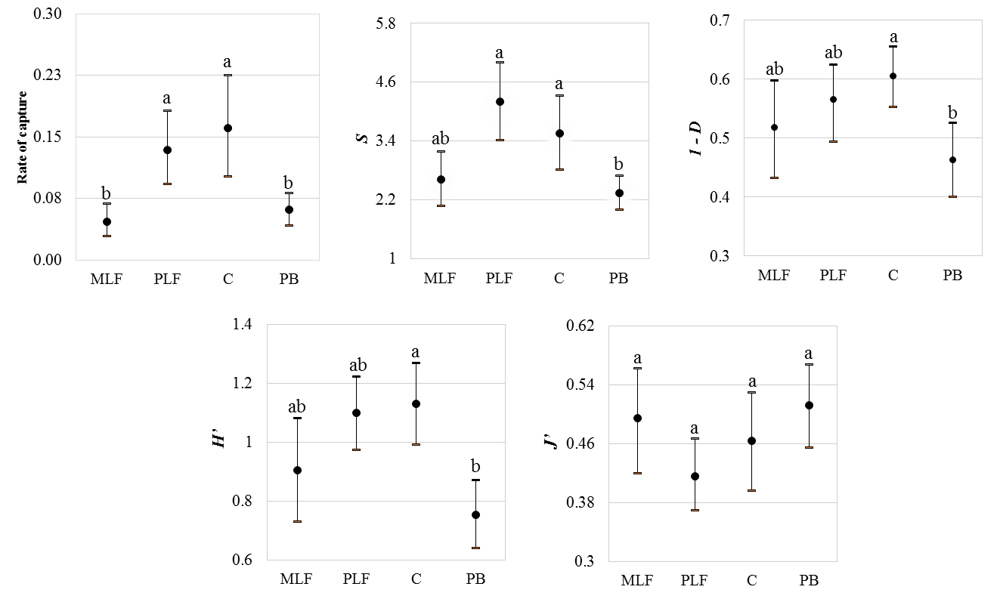 Rate of capture
0.30
0.23
0.15
0.08
0.00
b
a
a
b
MLF PLF C PB
S
5.8
4.6
3.4
2.2
1
ab
a
a
b
MLF PLF C PB
1 - D
0.7
0.6
0.5
0.4
0.3
ab
ab
a
b
MLF PLF C PB
H’
1.4
1.2
1
0.8
0.6
ab
ab
a
b
MLF PLF C PB
J’
0.62
0.54
0.46
0.38
0.3
a
a
a
a
MLF PLF C PB